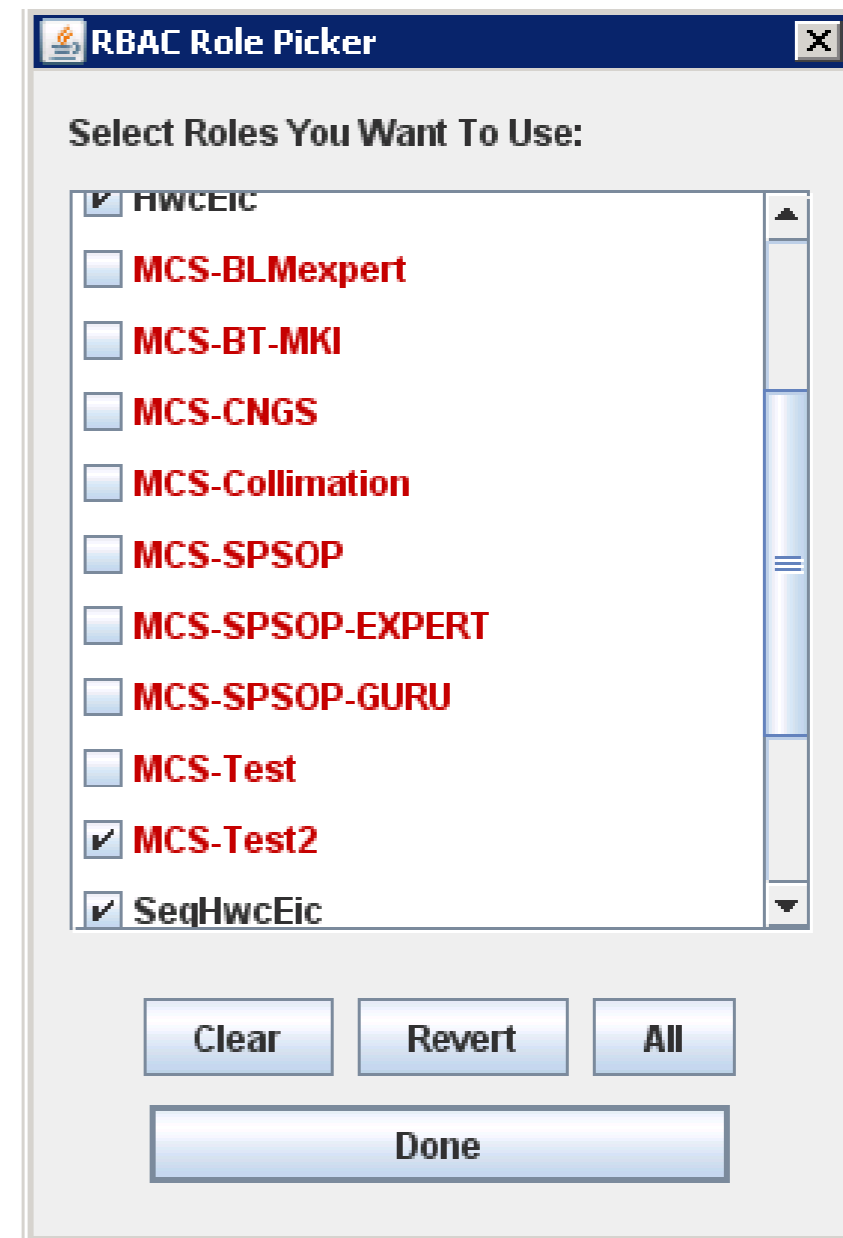 RBAC Role Picker
Select Roles You Want To Use:
HwcEic
MCS-BLMexpert
MCS-BT-MKI
MCS-CNGS
MCS-Collimation
MCS-SPSOP
MCS-SPSOP-EXPERT
MCS-SPSOP-GURU
MCS-Test
MCS-Test2
SeqHwcEic
Clear Revert All
Done